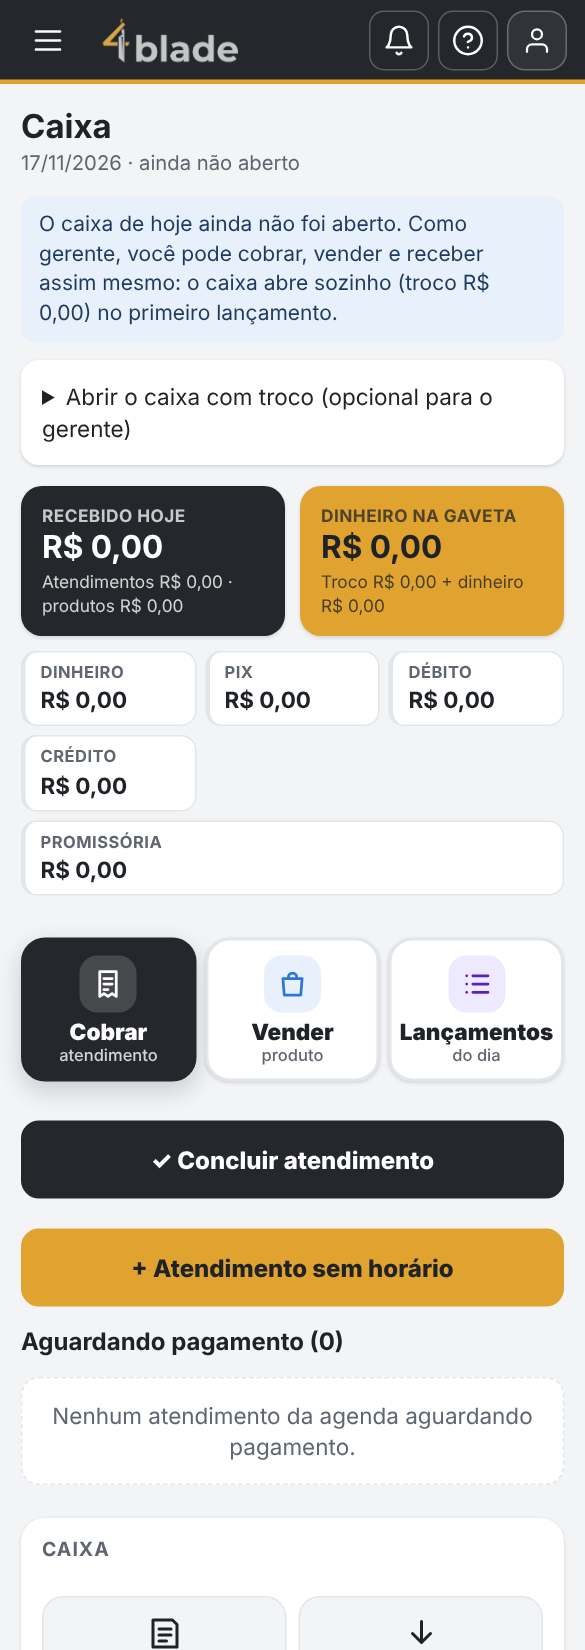 4blade
Caixa
17/11/2026 · ainda não aberto
O caixa de hoje ainda não foi aberto. Como
gerente, você pode cobrar, vender e receber
assim mesmo: o caixa abre sozinho (troco R$
0,00) no primeiro lançamento.
▶ Abrir o caixa com troco (opcional para o
gerente)
RECEBIDO HOJE
R$ 0,00
Atendimentos R$ 0,00 ·
produtos R$ 0,00
DINHEIRO NA GAVETA
R$ 0,00
Troco R$ 0,00 + dinheiro
R$ 0,00
DINHEIRO
R$ 0,00
PIX
R$ 0,00
DÉBITO
R$ 0,00
CRÉDITO
R$ 0,00
PROMISSÓRIA
R$ 0,00
Cobrar
atendimento
Vender
produto
Lançamentos
do dia
✓ Concluir atendimento
+ Atendimento sem horário
Aguardando pagamento (0)
Nenhum atendimento da agenda aguardando
pagamento.
CAIXA